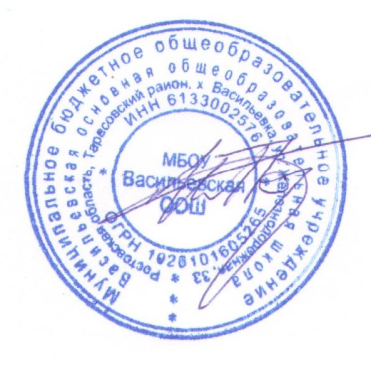 Муниципальное бюджетное общеобразовательное учреждение
Васильевская основная общеобразовательная школа
Ростовская область, Тарасовский район, х. Васильевка,
33
ИНН 6133002576
ОГРН 1026101605265
МБОУ
Васильевская
ООШ